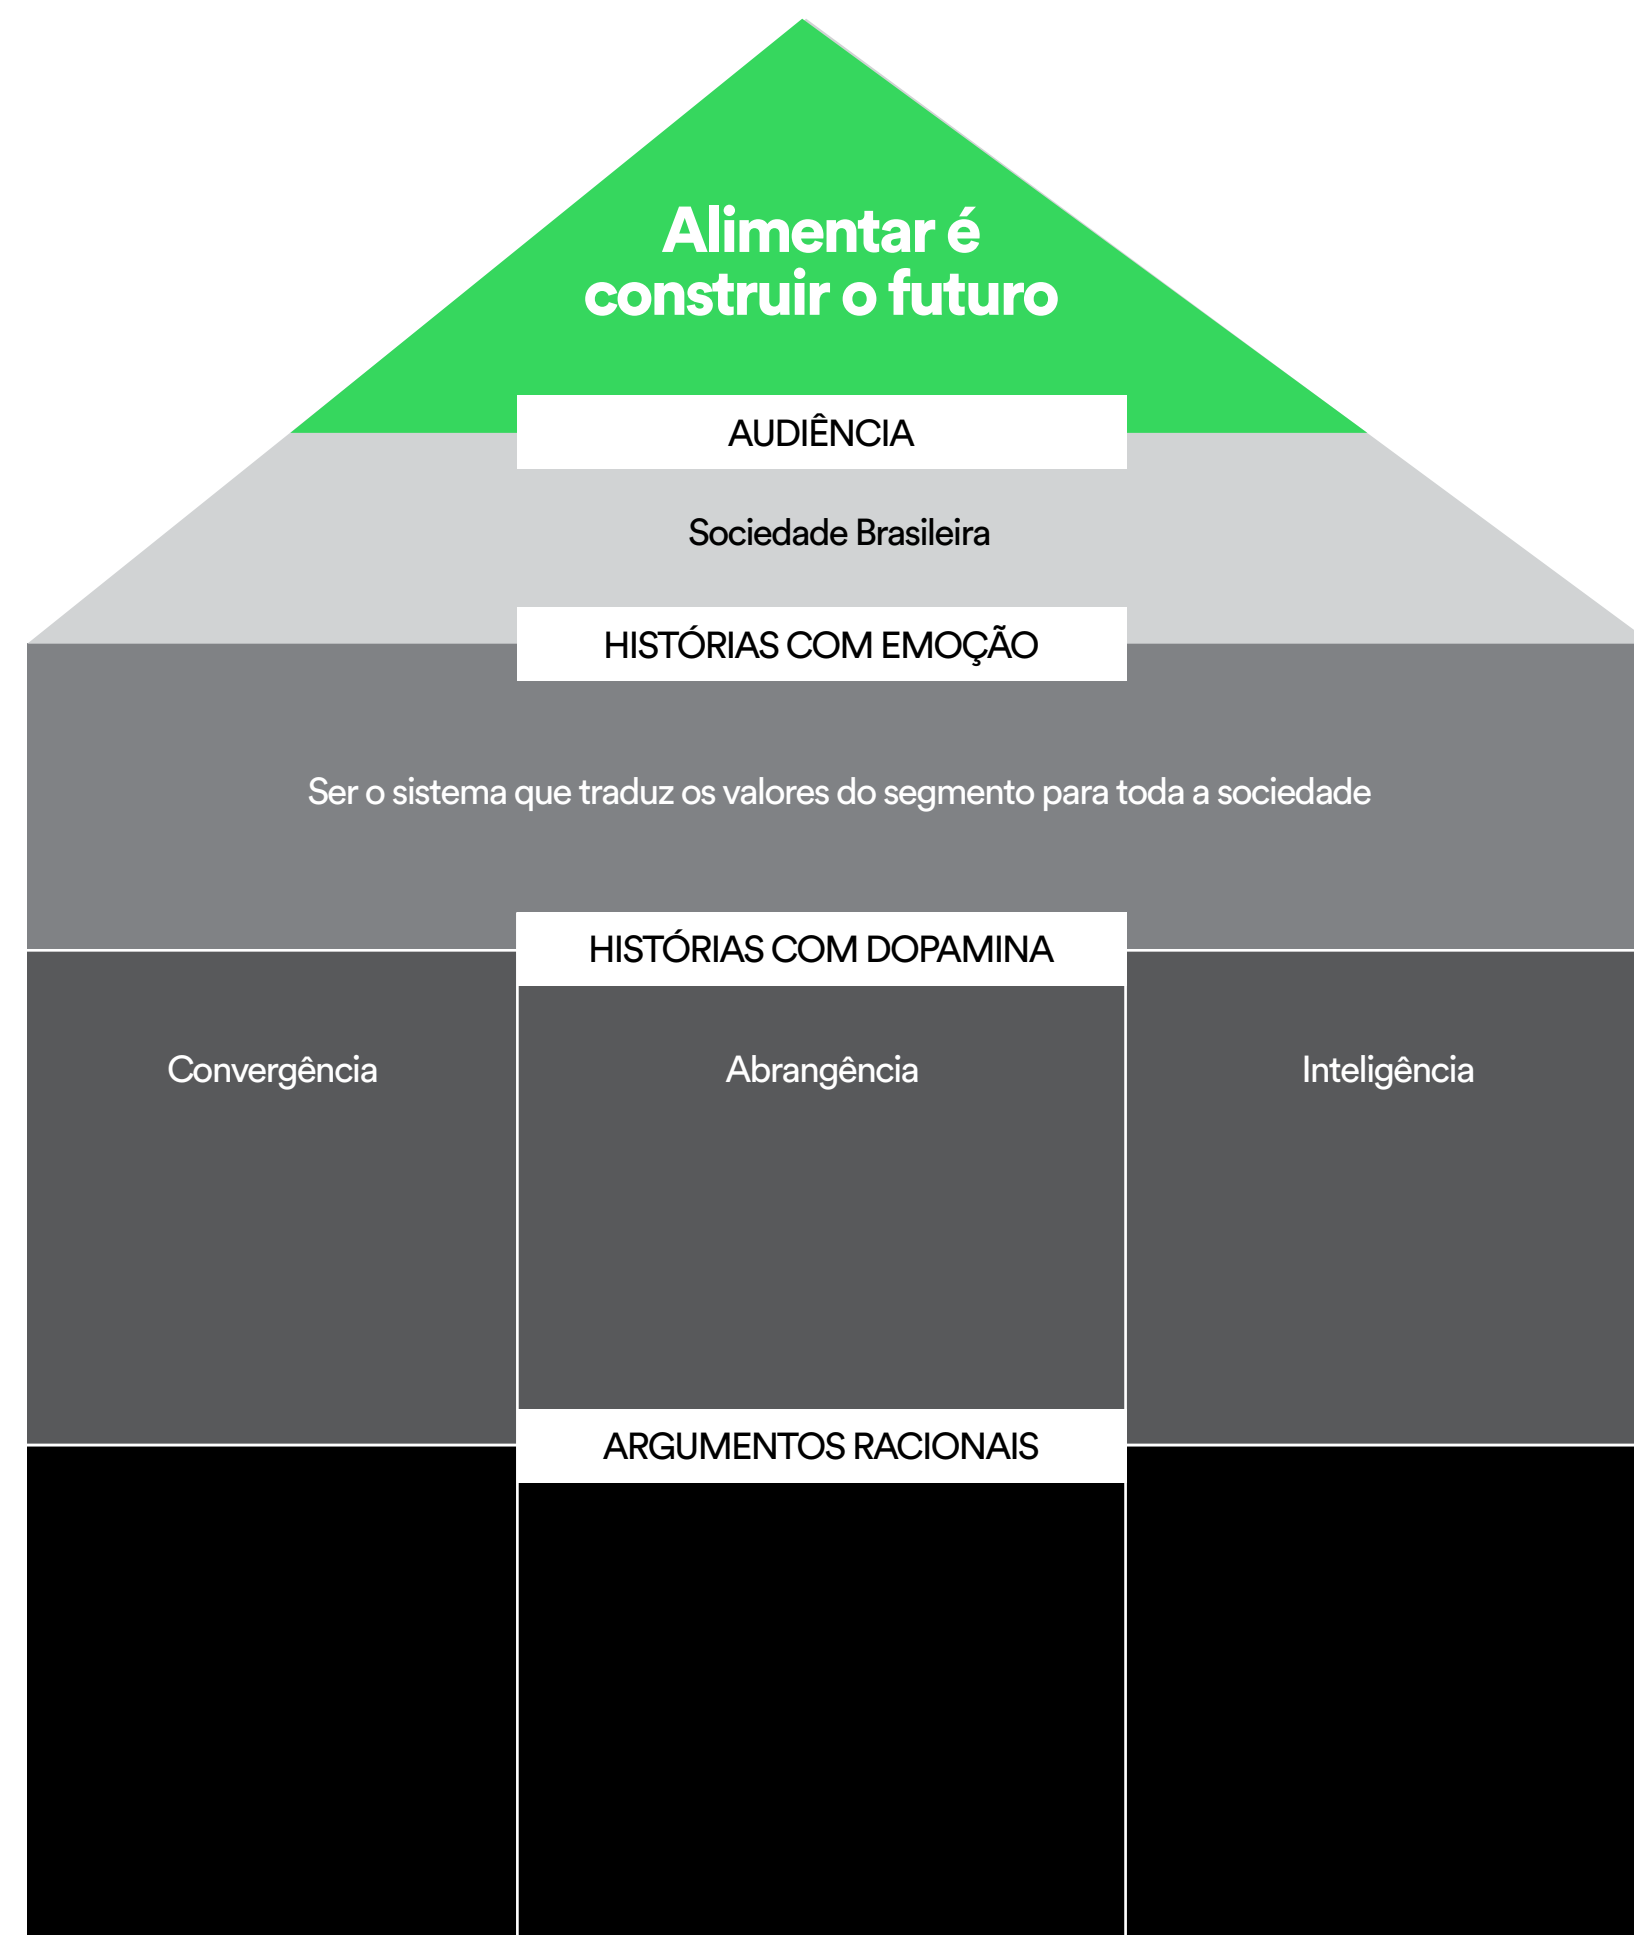 Alimentar é
construir o futuro
AUDIÊNCIA
Sociedade Brasileira
HISTÓRIAS COM EMOÇÃO
Ser o sistema que traduz os valores do segmento para toda a sociedade
HISTÓRIAS COM DOPAMINA
Convergência
Abrangência
Inteligência
ARGUMENTOS RACIONAIS